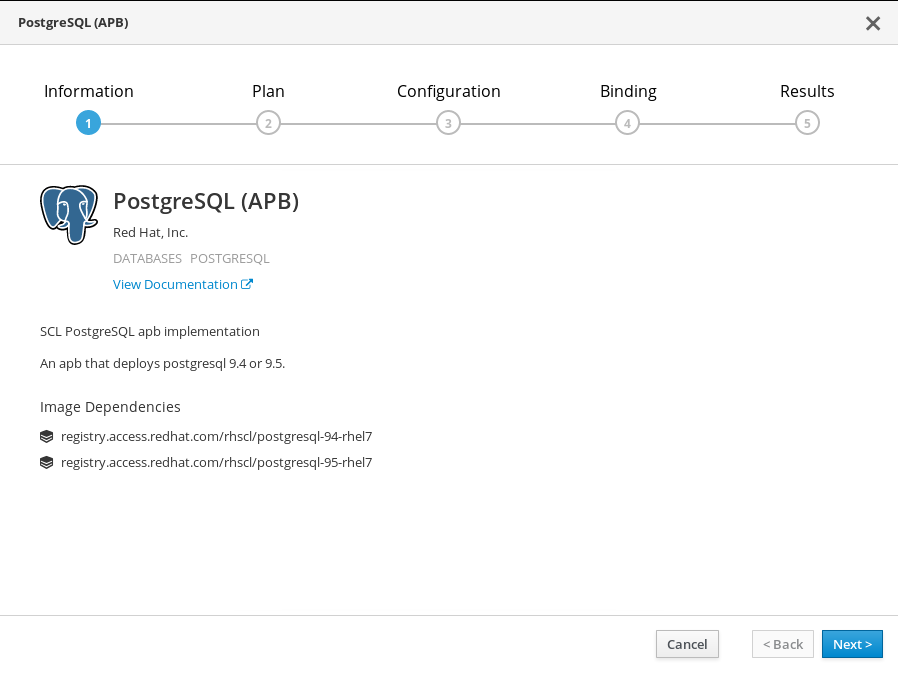 PostgreSQL (APB)
Information Plan Configuration Binding Results
1 2 3 4 5
PostgreSQL (APB)
Red Hat, Inc.
DATABASES POSTGRESQL
View Documentation
SCL PostgreSQL apb implementation
An apb that deploys postgresql 9.4 or 9.5.
Image Dependencies
registry.access.redhat.com/rhscl/postgresql-94-rhel7
registry.access.redhat.com/rhscl/postgresql-95-rhel7
Cancel < Back Next >